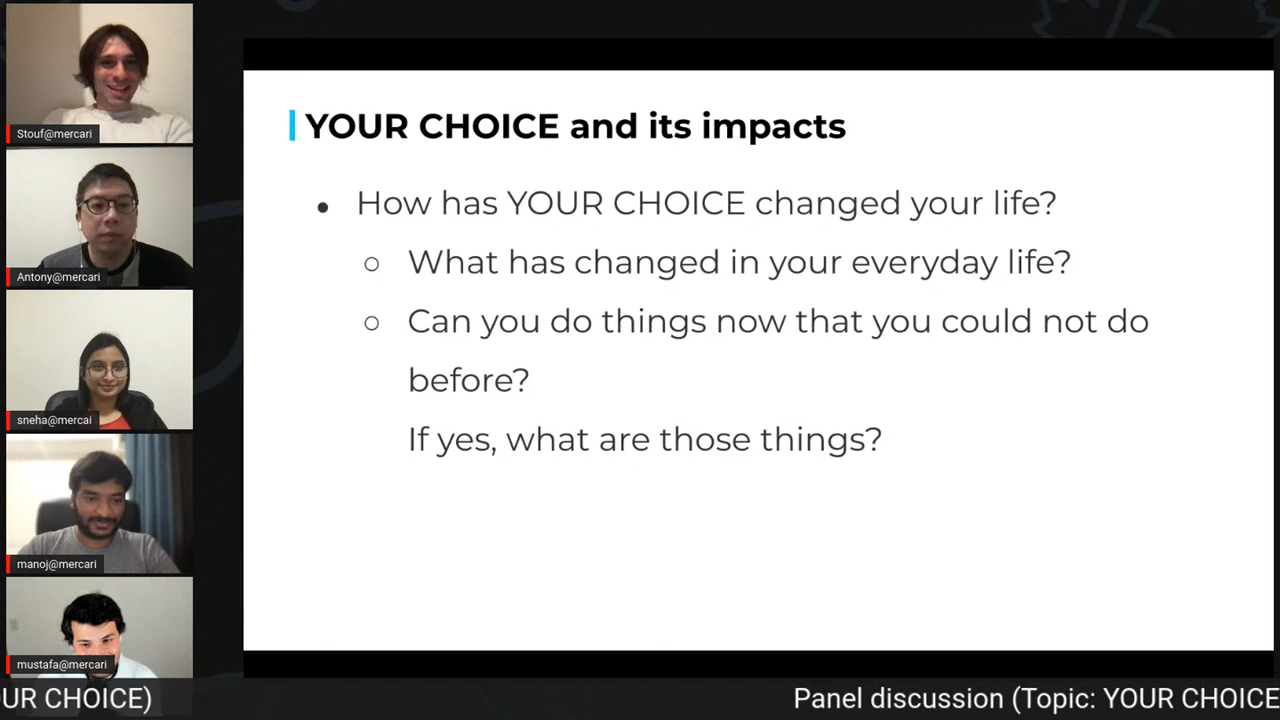 Stouf@mercari
Antony@mercari
sneha@mercai
manoj@mercari
mustafa@mercari
YOUR CHOICE and its impacts
How has YOUR CHOICE changed your life?
What has changed in your everyday life?
Can you do things now that you could not do
before?
If yes, what are those things?
OUR CHOICE) Panel discussion (Topic: YOUR CHOICE